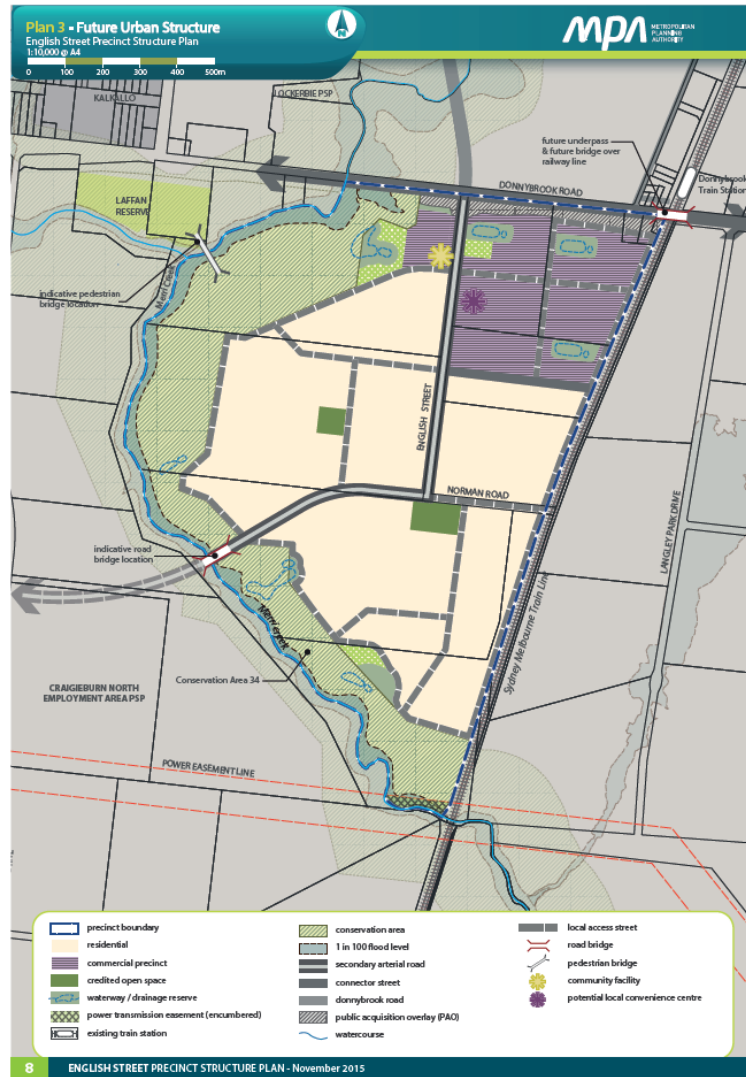 Plan 3 - Future Urban Structure
English Street Precinct Structure Plan
1:10,000 @ A4
0 100 200 300 400 500m
N
MPA
METROPOLITAN
PLANNING
AUTHORITY
KALKALLO
LOCKERBIE PSP
future underpass
& future bridge over
railway line
Donnybrook
Train Station
DONNYBROOK ROAD
LAFFAN
RESERVE
indicative pedestrian
bridge location
Merri Creek
ENGLISH STREET
NORMAN ROAD
LANGLEY PARK DRIVE
indicative road
bridge location
Merri creek
Sydney Melbourne Train Line
Conservation Area 34
CRAIGIEBURN NORTH
EMPLOYMENT AREA PSP
POWER EASEMENT LINE
precinct boundary
residential
commercial precinct
credited open space
waterway / drainage reserve
power transmission easement (encumbered)
existing train station
conservation area
1 in 100 flood level
secondary arterial road
connector street
donnybrook road
public acquisition overlay (PAO)
watercourse
local access street
road bridge
pedestrian bridge
community facility
potential local convenience centre
8 ENGLISH STREET PRECINCT STRUCTURE PLAN - November 2015